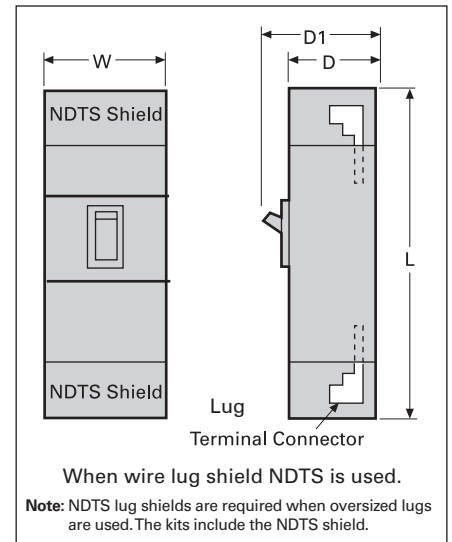 D1
W
D
NDTS Shield
L
NDTS Shield
Lug
Terminal Connector
When wire lug shield NDTS is used.
Note: NDTS lug shields are required when oversized lugs
are used. The kits include the NDTS shield.